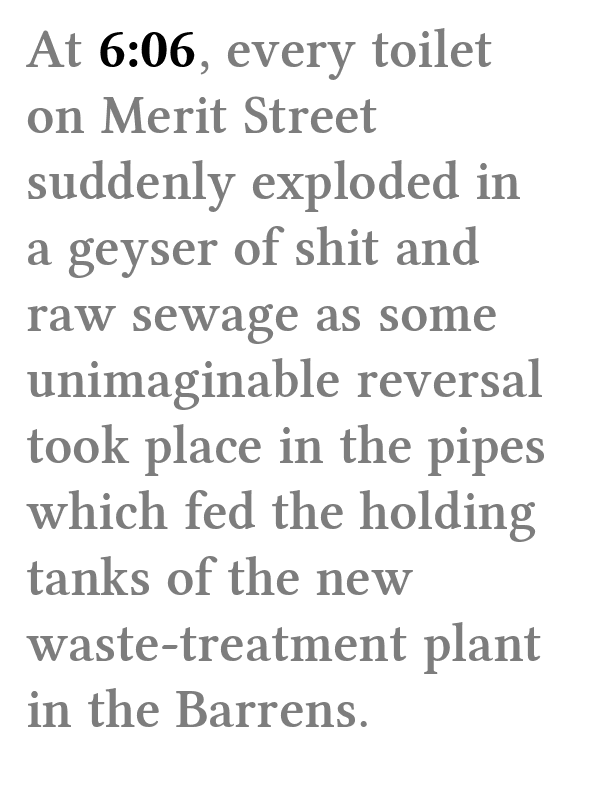 At 6:06, every toilet
on Merit Street
suddenly exploded in
a geyser of shit and
raw sewage as some
unimaginable reversal
took place in the pipes
which fed the holding
tanks of the new
waste-treatment plant
in the Barrens.